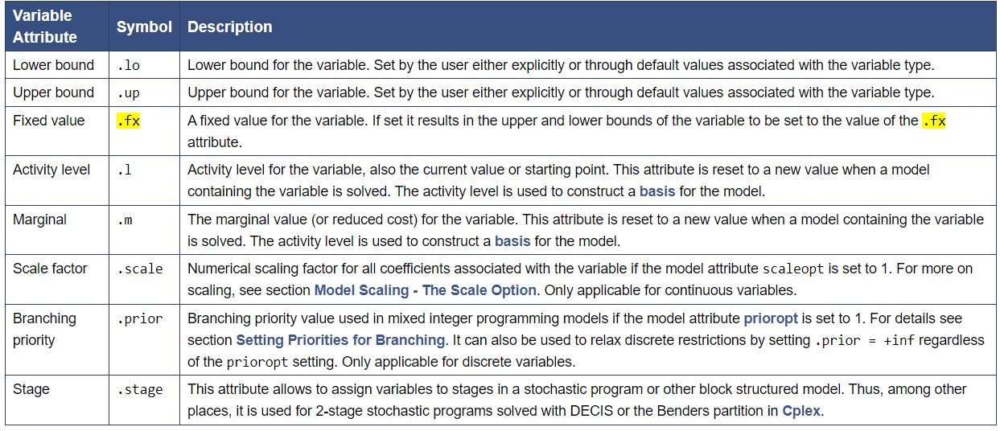 Variable Attribute Symbol Description
Lower bound .lo Lower bound for the variable. Set by the user either explicitly or through default values associated with the variable type.
Upper bound .up Upper bound for the variable. Set by the user either explicitly or through default values associated with the variable type.
Fixed value .fx A fixed value for the variable. If set it results in the upper and lower bounds of the variable to be set to the value of the .fx
attribute.
Activity level .l Activity level for the variable, also the current value or starting point. This attribute is reset to a new value when a model
containing the variable is solved. The activity level is used to construct a basis for the model.
Marginal .m The marginal value (or reduced cost) for the variable. This attribute is reset to a new value when a model containing the variable
is solved. The activity level is used to construct a basis for the model.
Scale factor .scale Numerical scaling factor for all coefficients associated with the variable if the model attribute scaleopt is set to 1. For more on
scaling, see section Model Scaling - The Scale Option. Only applicable for continuous variables.
Branching priority .prior Branching priority value used in mixed integer programming models if the model attribute prioropt is set to 1. For details see
section Setting Priorities for Branching. It can also be used to relax discrete restrictions by setting .prior = +inf regardless
of the prioropt setting. Only applicable for discrete variables.
Stage .stage This attribute allows to assign variables to stages in a stochastic program or other block structured model. Thus, among other
places, it is used for 2-stage stochastic programs solved with DECIS or the Benders partition in Cplex.